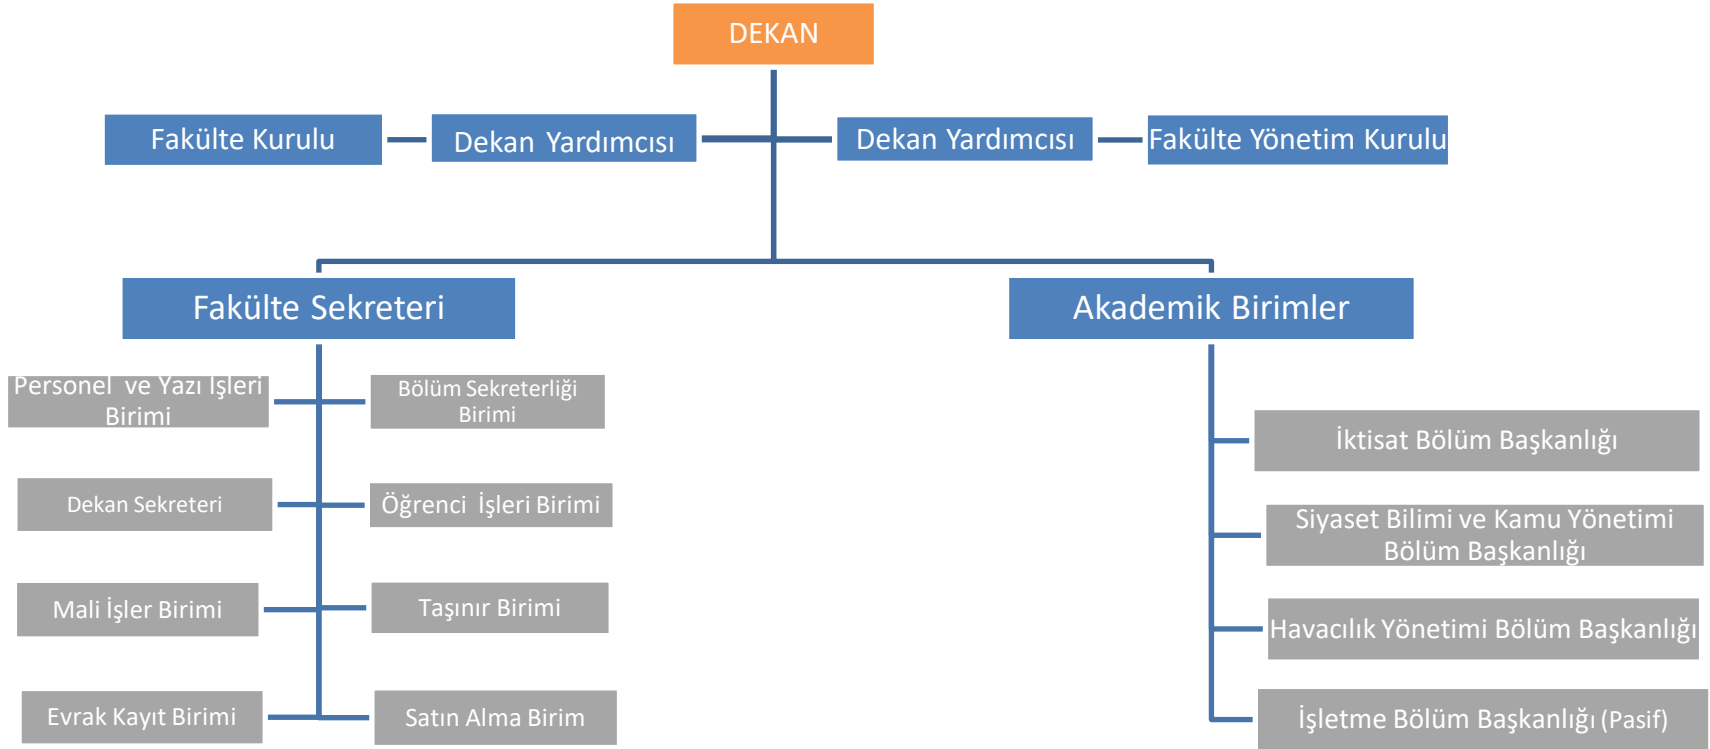 DEKAN
Fakülte Kurulu
Dekan Yardımcısı
Dekan Yardımcısı
Fakülte Yönetim Kurulu
Fakülte Sekreteri
Akademik Birimler
Personel ve Yazı İşleri
Birimi
Bölüm Sekreterliği
Birimi
Dekan Sekreteri
Öğrenci İşleri Birimi
Mali İşler Birimi
Taşınır Birimi
Evrak Kayıt Birimi
Satın Alma Birim
İktisat Bölüm Başkanlığı
Siyaset Bilimi ve Kamu Yönetimi
Bölüm Başkanlığı
Havacılık Yönetimi Bölüm Başkanlığı
İşletme Bölüm Başkanlığı (Pasif)